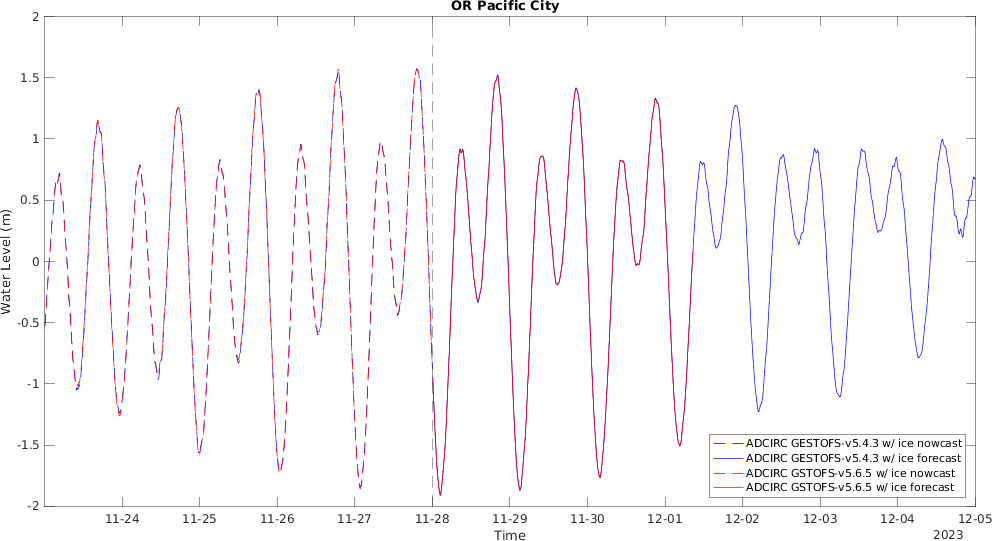 OR Pacific City
2
1.5
1
0.5
0
-0.5
-1
-1.5
-2
Water Level (m)
11-24 11-25 11-26 11-27 11-28 11-29 11-30 12-01 12-02 12-03 12-04 12-05
Time
2023
ADCIRC GESTOFS-v5.4.3 w/ ice nowcast
ADCIRC GESTOFS-v5.4.3 w/ ice forecast
ADCIRC GSTOFS-v5.6.5 w/ ice nowcast
ADCIRC GSTOFS-v5.6.5 w/ ice forecast